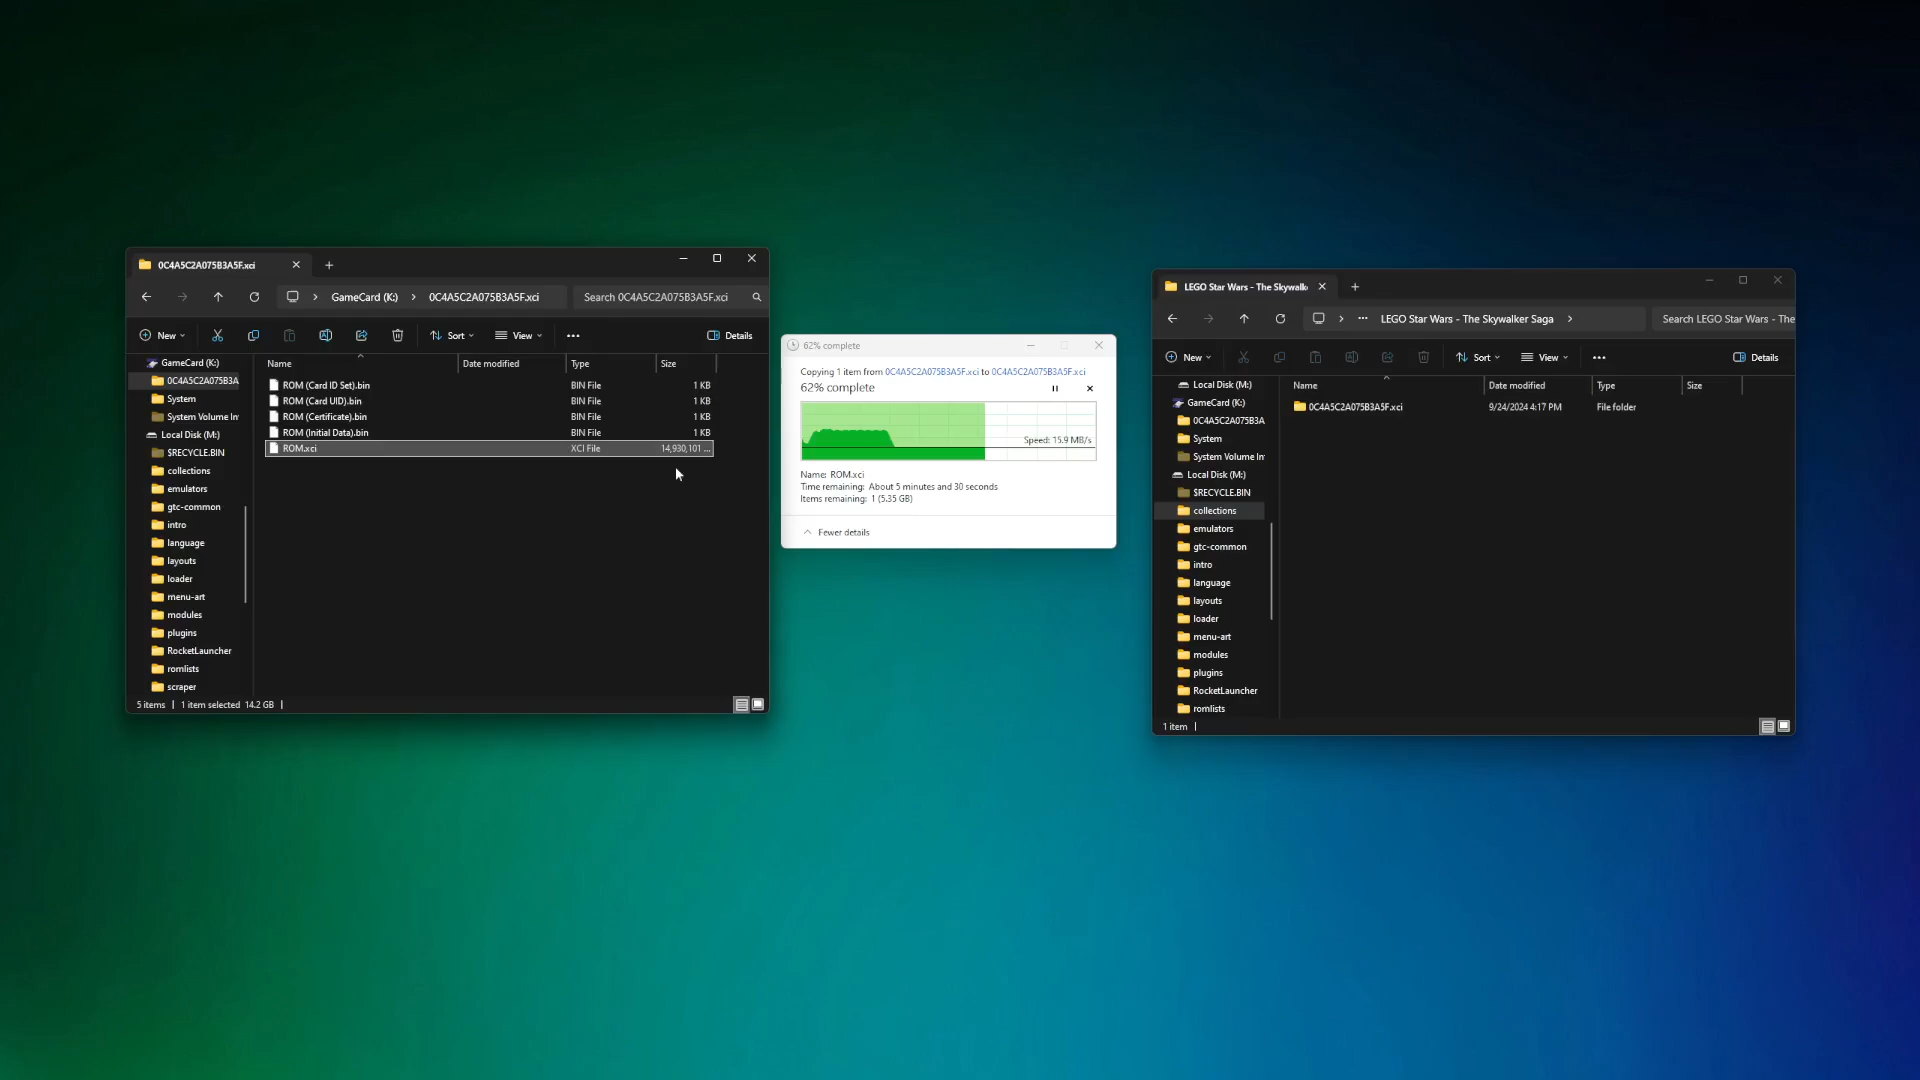 0C4A5C2A075B3A5F.xci
GameCard (K:) > 0C4A5C2A075B3A5F.xci
Search 0C4A5C2A075B3A5F.xci
New
Sort
View
Details
GameCard (K:)
0C4A5C2A075B3A
System
System Volume In
Local Disk (M:)
$RECYCLE.BIN
collections
emulators
gtc-common
intro
language
layouts
loader
menu-art
modules
plugins
RocketLauncher
romlists
scraper
Name Date modified Type Size
ROM (Card ID Set).bin BIN File 1 KB
ROM (Card UID).bin BIN File 1 KB
ROM (Certificate).bin BIN File 1 KB
ROM (Initial Data).bin BIN File 1 KB
ROM.xci XCI File 14,930,101 ...
5 items | 1 item selected 14.2 GB |
62% complete
Copying 1 item from 0C4A5C2A075B3A5F.xci to 0C4A5C2A075B3A5F.xci
62% complete
Speed: 15.9 MB/s
Name: ROM.xci
Time remaining: About 5 minutes and 30 seconds
Items remaining: 1 (5.35 GB)
Fewer details
LEGO Star Wars - The Skywalk
LEGO Star Wars - The Skywalker Saga >
Search LEGO Star Wars - The
New
Sort
View
Details
Local Disk (M:)
GameCard (K:)
0C4A5C2A075B3A
System
System Volume In
Local Disk (M:)
$RECYCLE.BIN
collections
emulators
gtc-common
intro
language
layouts
loader
menu-art
modules
plugins
RocketLauncher
romlists
Name Date modified Type Size
0C4A5C2A075B3A5F.xci 9/24/2024 4:17 PM File folder
1 item |